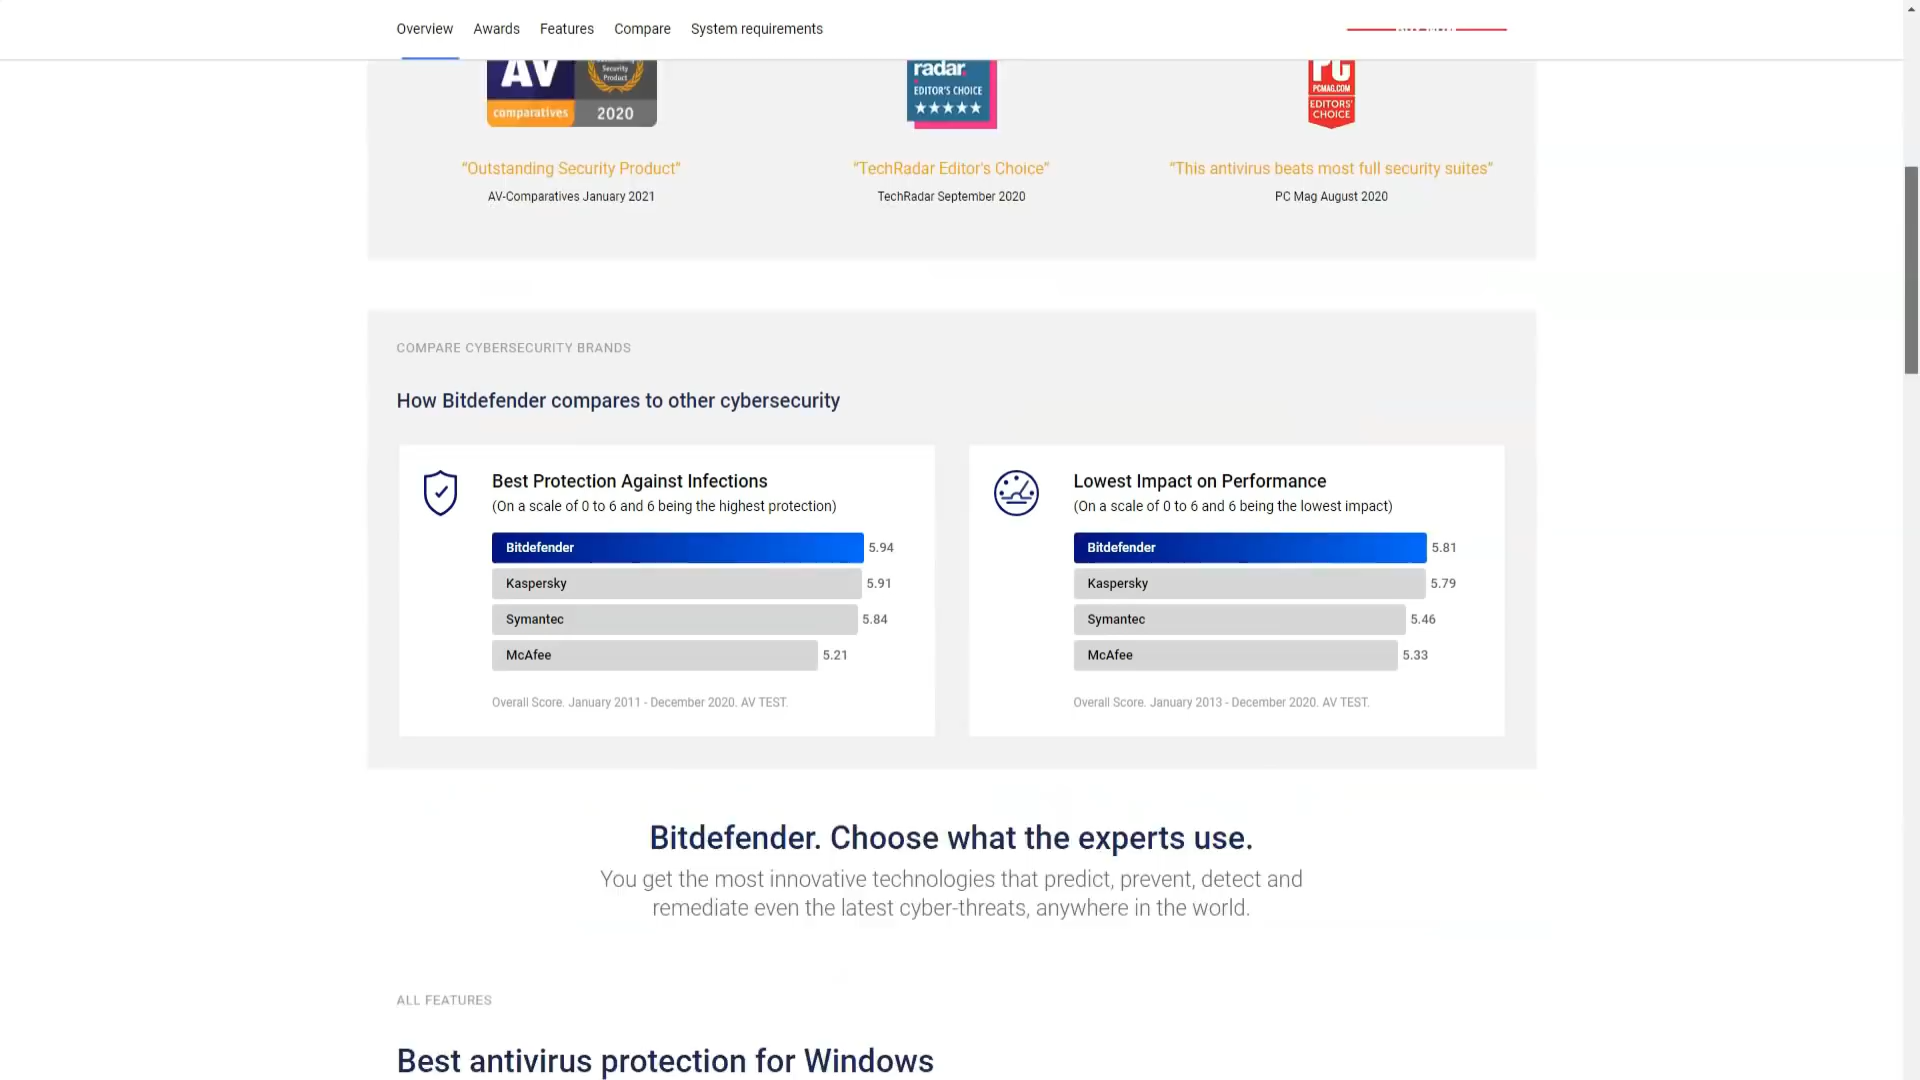 Overview Awards Features Compare System requirements
AV
Security
Product
comparatives 2020
radar.
EDITOR'S CHOICE
PC
PCMAG.COM
EDITORS'
CHOICE
“Outstanding Security Product”
AV-Comparatives January 2021
“TechRadar Editor's Choice”
TechRadar September 2020
“This antivirus beats most full security suites”
PC Mag August 2020
COMPARE CYBERSECURITY BRANDS
How Bitdefender compares to other cybersecurity
Best Protection Against Infections
(On a scale of 0 to 6 and 6 being the highest protection)
Bitdefender 5.94
Kaspersky 5.91
Symantec 5.84
McAfee 5.21
Overall Score. January 2011 - December 2020. AV TEST.
Lowest Impact on Performance
(On a scale of 0 to 6 and 6 being the lowest impact)
Bitdefender 5.81
Kaspersky 5.79
Symantec 5.46
McAfee 5.33
Overall Score. January 2013 - December 2020. AV TEST.
Bitdefender. Choose what the experts use.
You get the most innovative technologies that predict, prevent, detect and
remediate even the latest cyber-threats, anywhere in the world.
ALL FEATURES
Best antivirus protection for Windows